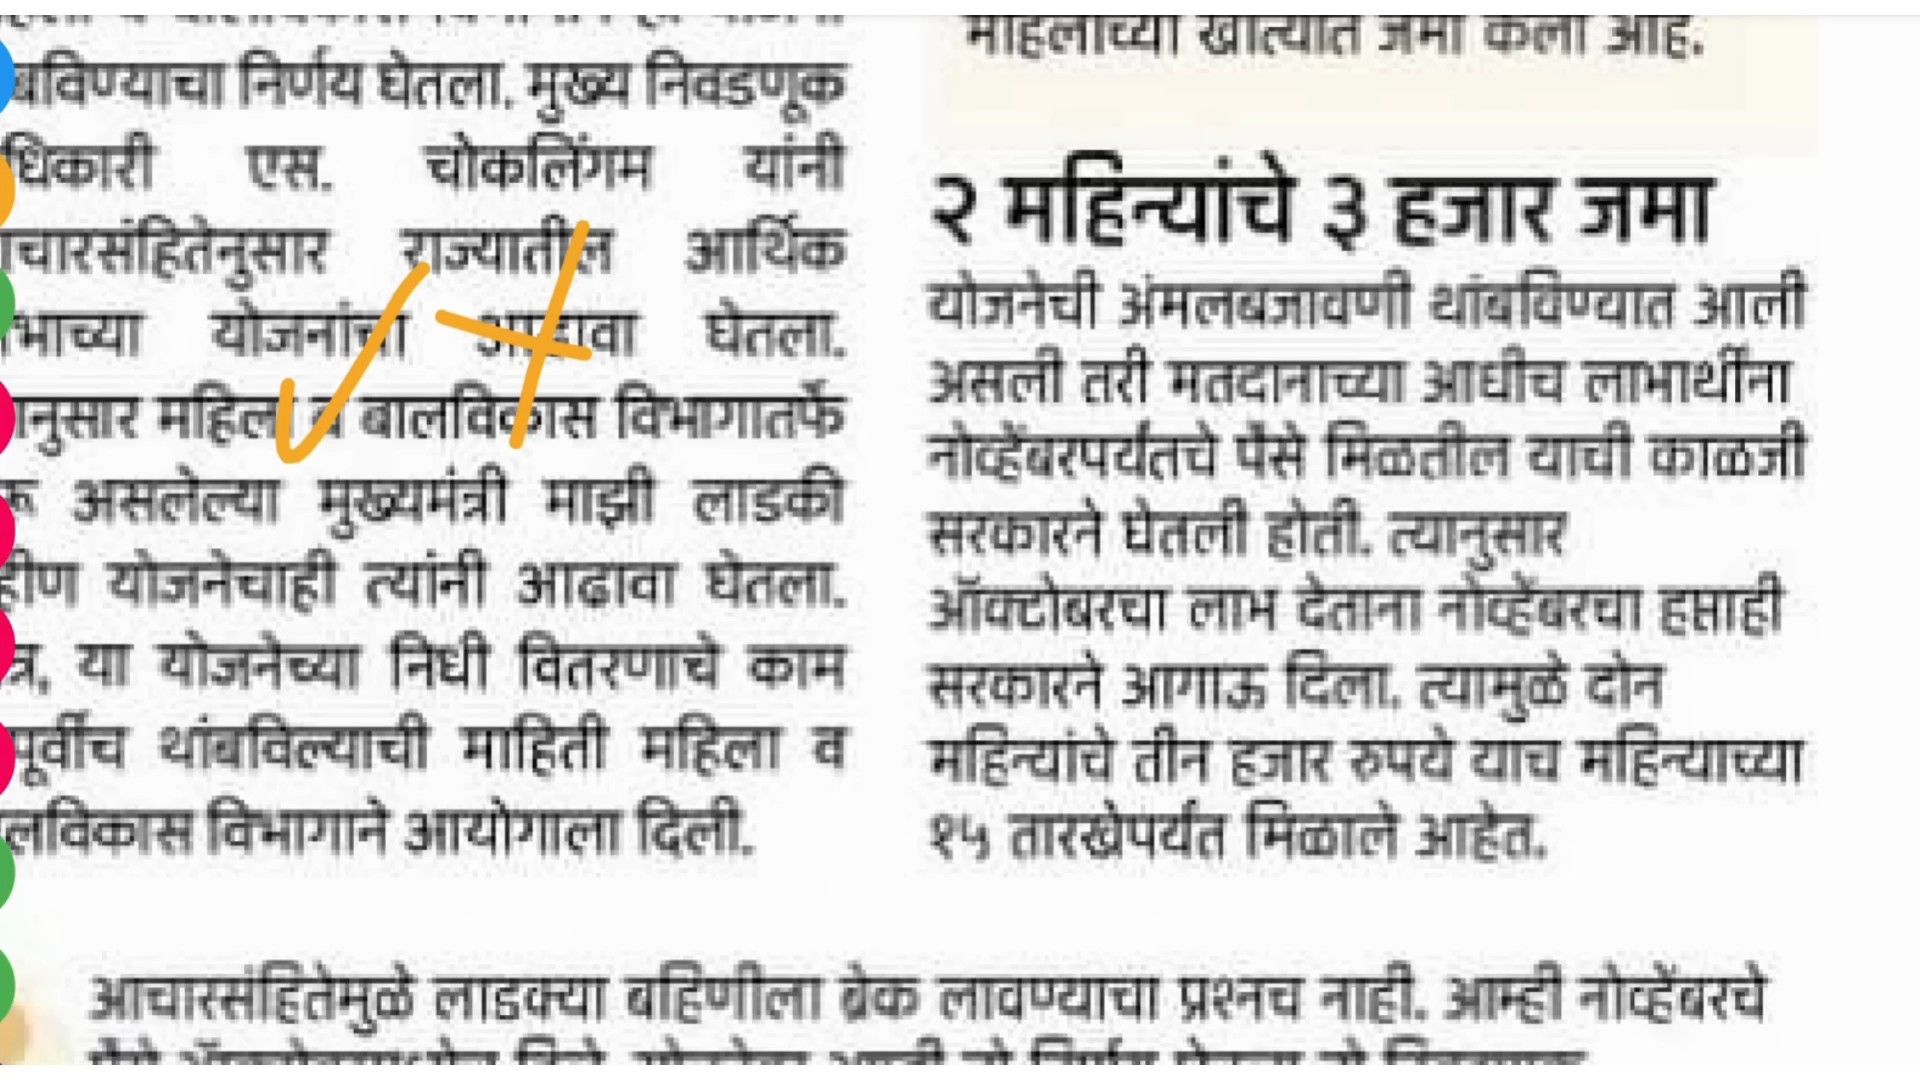 बविण्याचा निर्णय घेतला. मुख्य निवडणूक
धिकारी एस. चोकलिंगम यांनी
ाचारसंहितेनुसार राज्यातील आर्थिक
भाच्या योजनांचा आढावा घेतला.
ानुसार महिला व बालविकास विभागातर्फे
रू असलेल्या मुख्यमंत्री माझी लाडकी
हीण योजनेचाही त्यांनी आढावा घेतला.
त्र, या योजनेच्या निधी वितरणाचे काम
पूर्वीच थांबविल्याची माहिती महिला व
लविकास विभागाने आयोगाला दिली.
महिलांच्या खात्यात जमा केला आहे.
२ महिन्यांचे ३ हजार जमा
योजनेची अंमलबजावणी थांबविण्यात आली
असली तरी मतदानाच्या आधीच लाभार्थींना
नोव्हेंबरपर्यंतचे पैसे मिळतील याची काळजी
सरकारने घेतली होती. त्यानुसार
ऑक्टोबरचा लाभ देताना नोव्हेंबरचा हप्ताही
सरकारने आगाऊ दिला. त्यामुळे दोन
महिन्यांचे तीन हजार रुपये याच महिन्याच्या
१५ तारखेपर्यंत मिळाले आहेत.
आचारसंहितेमुळे लाडक्या बहिणीला ब्रेक लावण्याचा प्रश्नच नाही. आम्ही नोव्हेंबरचे